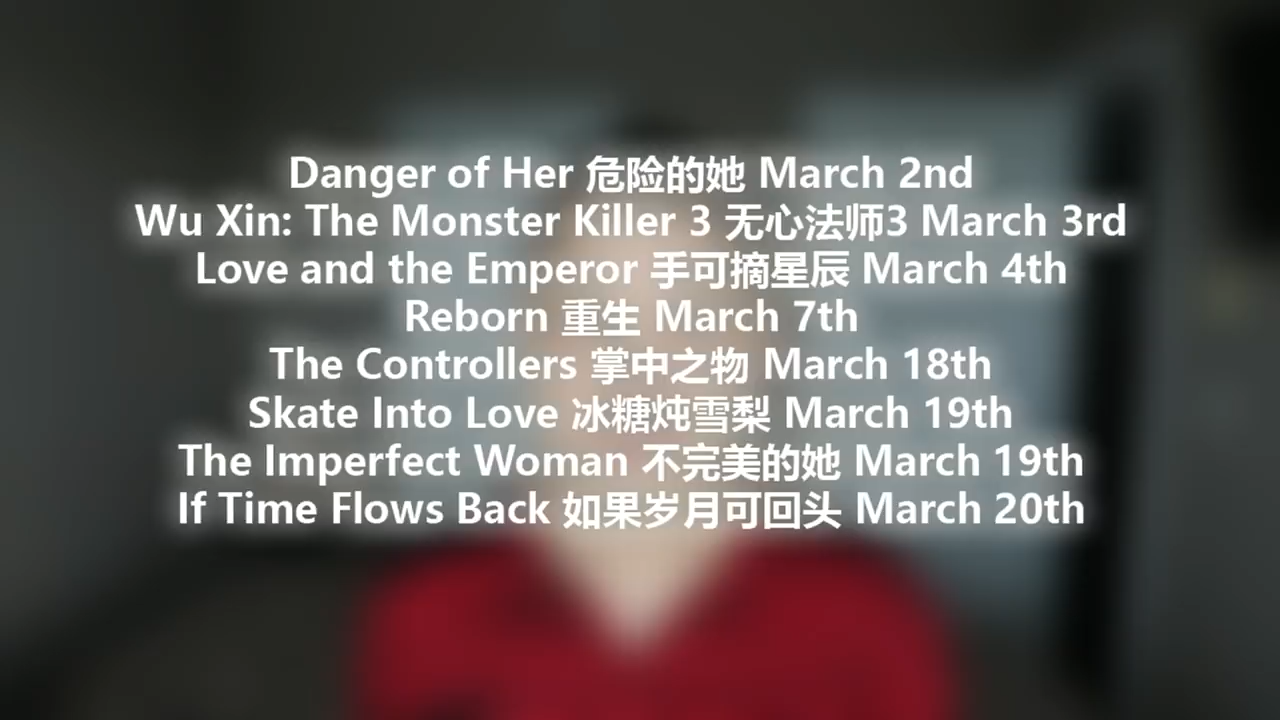 Danger of Her 危险的她 March 2nd
Wu Xin: The Monster Killer 3 无心法师3 March 3rd
Love and the Emperor 手可摘星辰 March 4th
Reborn 重生 March 7th
The Controllers 掌中之物 March 18th
Skate Into Love 冰糖炖雪梨 March 19th
The Imperfect Woman 不完美的她 March 19th
If Time Flows Back 如果岁月可回头 March 20th